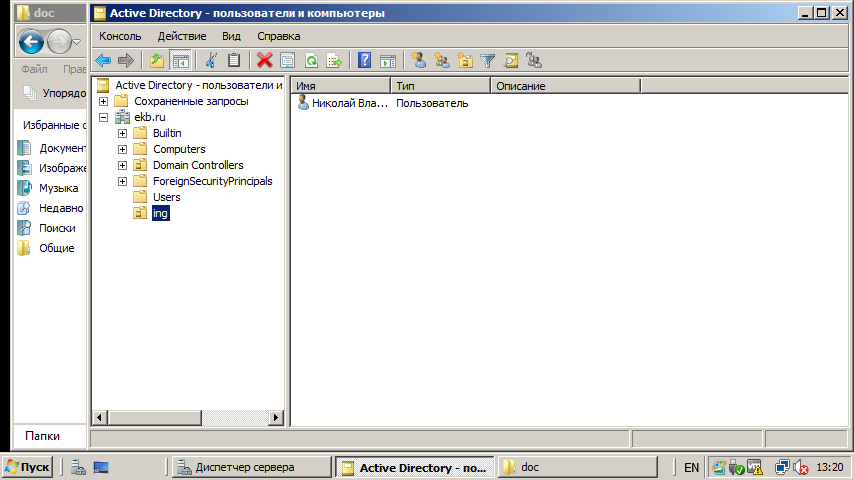 doc
Active Directory - пользователи и компьютеры
Консоль Действие Вид Справка
Файл Прав
Упорядо
Избранные с
Документ
Изображе
Музыка
Недавно
Поиски
Общие
Папки
Active Directory - пользователи и
Сохраненные запросы
ekb.ru
Builtin
Computers
Domain Controllers
ForeignSecurityPrincipals
Users
ing
Имя Тип Описание
Николай Вла... Пользователь
Пуск Диспетчер сервера Active Directory - по... doc EN 13:20